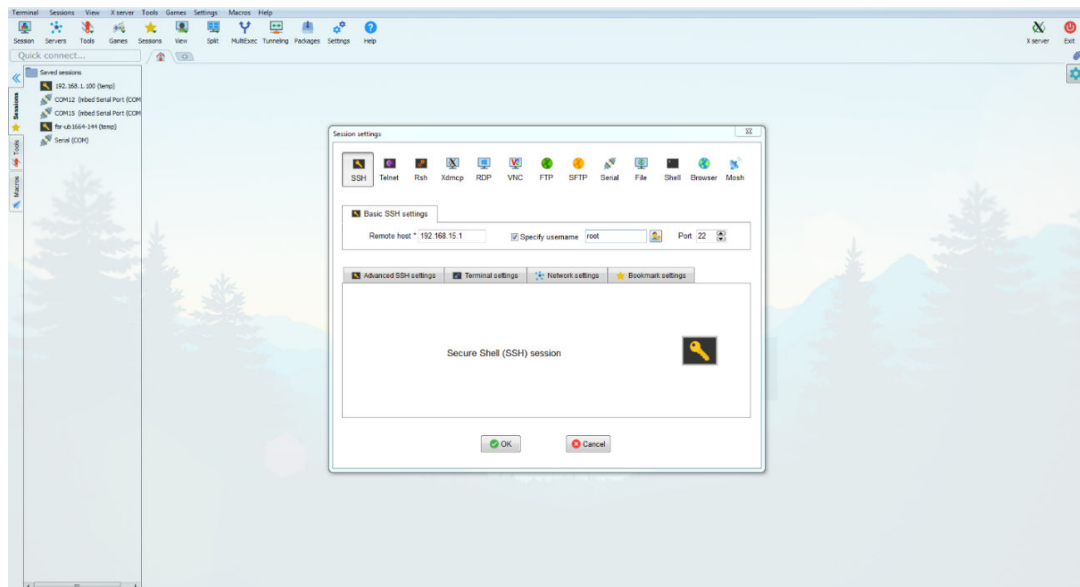 Terminal Sessions View X server Tools Games Settings Macros Help
Session Servers Tools Games Sessions View Split MultiExec Tunneling Packages Settings Help X server Exit
Quick connect...
Saved sessions
192.168.1.100 (temp)
COM12 (mbed Serial Port (COM
COM15 (mbed Serial Port (COM
for ub1664-144 (temp)
Serial (COM)
Sessions
Tools
Macros
Session settings
SSH Telnet Rsh Xdmcp RDP VNC FTP SFTP Serial File Shell Browser Mosh
Basic SSH settings
Remote host * 192.168.15.1 Specify username root Port 22
Advanced SSH settings Terminal settings Network settings Bookmark settings
Secure Shell (SSH) session
OK Cancel